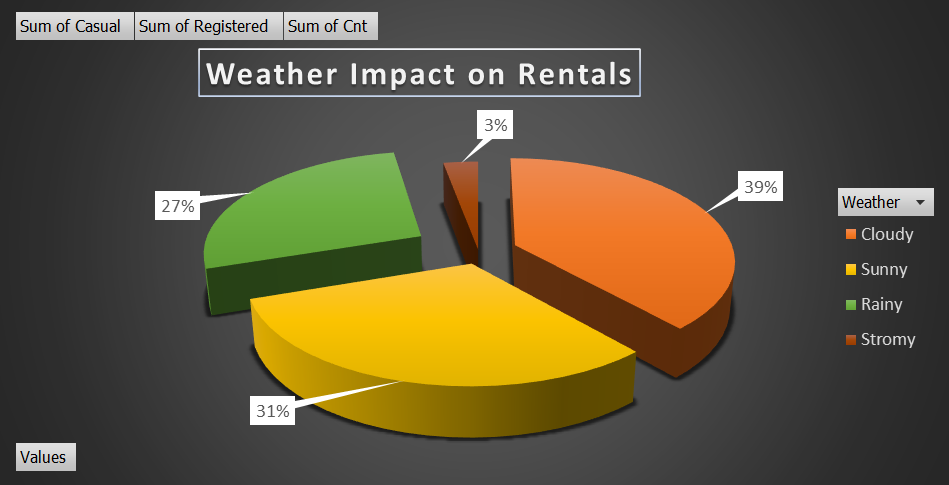 Sum of Casual Sum of Registered Sum of Cnt
Weather Impact on Rentals
3%
39%
27%
31%
Weather
Cloudy
Sunny
Rainy
Stromy
Values